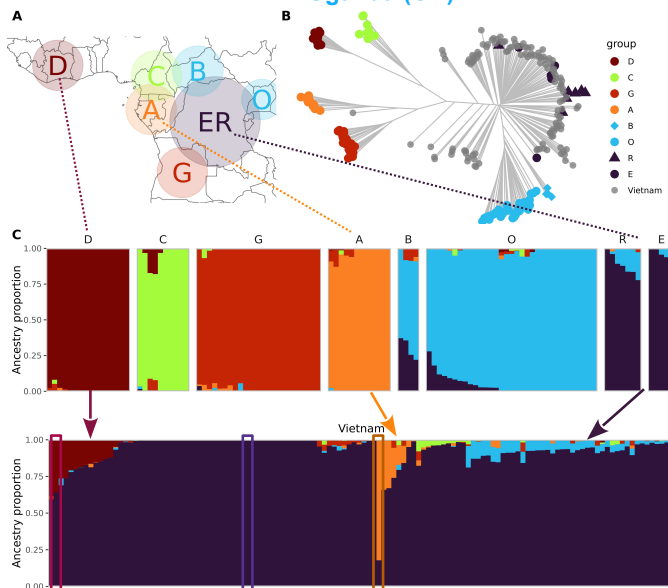 A
B
D
C
B
O
A
ER
G
group
D
C
G
A
B
O
R
E
Vietnam
C
D
C
G
A
B
O
R
E
Ancestry proportion
1.00
0.75
0.50
0.25
0.00
Vietnam
Ancestry proportion
1.00
0.75
0.50
0.25
0.00